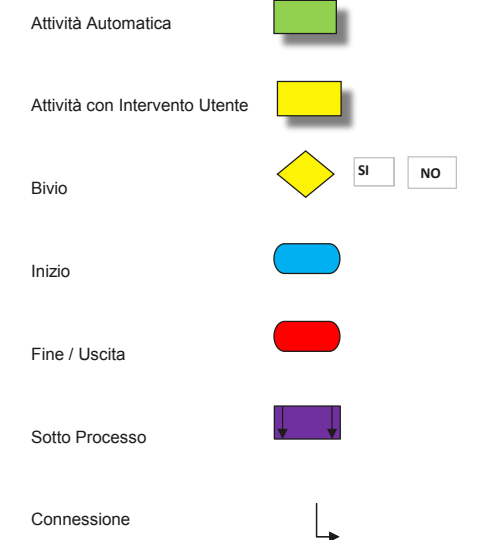 Attività Automatica
Attività con Intervento Utente
Bivio SI NO
Inizio
Fine / Uscita
Sotto Processo
Connessione